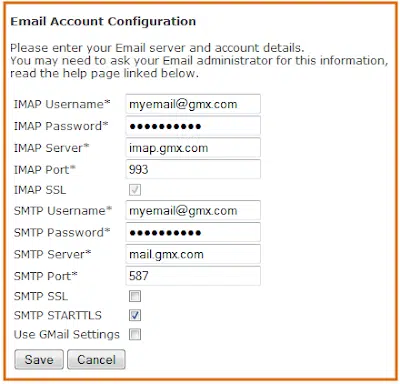 Email Account Configuration
Please enter your Email server and account details.
You may need to ask your Email administrator for this information,
read the help page linked below.
IMAP Username* myemail@gmx.com
IMAP Password* ●●●●●●●●●●
IMAP Server* imap.gmx.com
IMAP Port* 993
IMAP SSL
SMTP Username* myemail@gmx.com
SMTP Password* ●●●●●●●●●●
SMTP Server* mail.gmx.com
SMTP Port* 587
SMTP SSL
SMTP STARTTLS
Use GMail Settings
Save Cancel